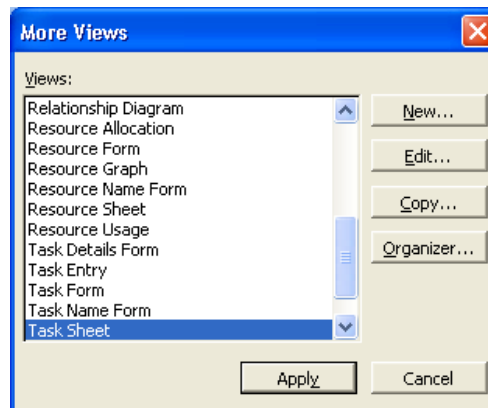 More Views
Views:
Relationship Diagram
Resource Allocation
Resource Form
Resource Graph
Resource Name Form
Resource Sheet
Resource Usage
Task Details Form
Task Entry
Task Form
Task Name Form
Task Sheet
New...
Edit...
Copy...
Organizer...
Apply
Cancel